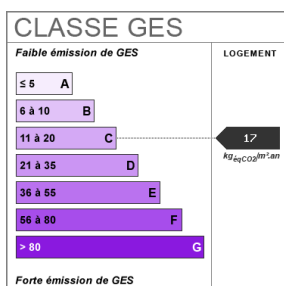 CLASSE GES
Faible émission de GES
LOGEMENT
≤ 5 A
6 à 10 B
11 à 20 C
17
kgéqCO2/m².an
21 à 35 D
36 à 55 E
56 à 80 F
> 80 G
Forte émission de GES